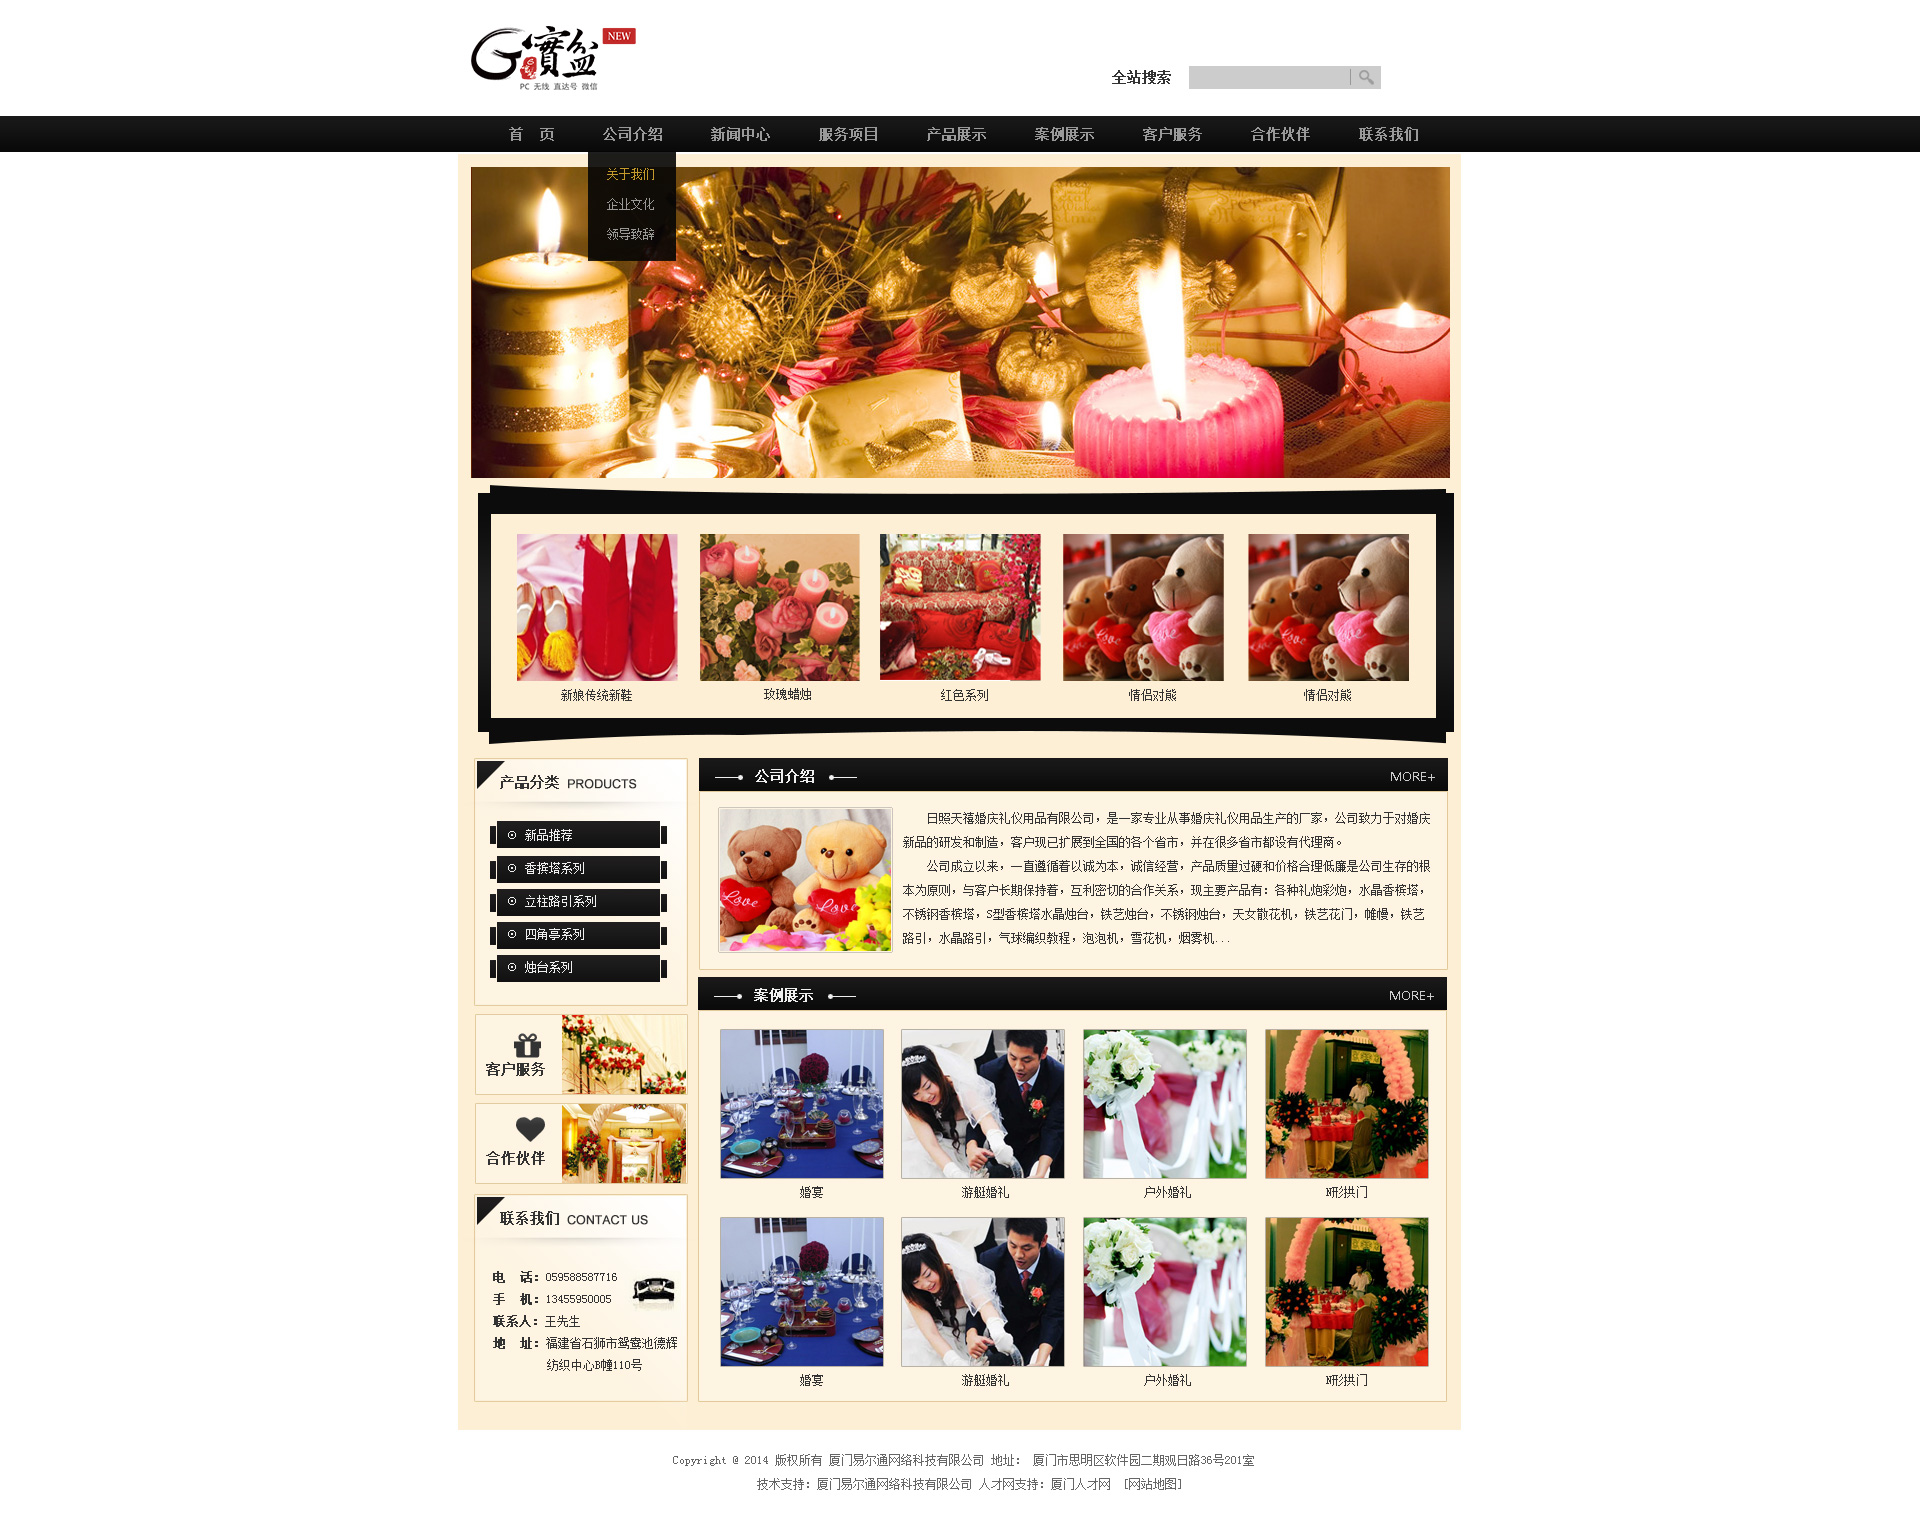 G寶盆 NEW
PC 无线 直达号 微信
全站搜索
首 页 公司介绍 新闻中心 服务项目 产品展示 案例展示 客户服务 合作伙伴 联系我们
关于我们
企业文化
领导致辞
新娘传统新鞋 玫瑰蜡烛 红色系列 情侣对熊 情侣对熊
产品分类 PRODUCTS
新品推荐
香槟塔系列
立柱路引系列
四角亭系列
烛台系列
客户服务
合作伙伴
联系我们 CONTACT US
电 话：059588587716
手 机：13455950005
联系人：王先生
地 址：福建省石狮市鸳鸯池德辉
纺织中心B幢110号
公司介绍 MORE+
Love Love
日照天禧婚庆礼仪用品有限公司，是一家专业从事婚庆礼仪用品生产的厂家，公司致力于对婚庆
新品的研发和制造，客户现已扩展到全国的各个省市，并在很多省市都设有代理商。
公司成立以来，一直遵循着以诚为本，诚信经营，产品质量过硬和价格合理低廉是公司生存的根
本为原则，与客户长期保持着，互利密切的合作关系，现主要产品有：各种礼炮彩炮，水晶香槟塔，
不锈钢香槟塔，S型香槟塔水晶烛台，铁艺烛台，不锈钢烛台，天女散花机，铁艺花门，帷幔，铁艺
路引，水晶路引，气球编织教程，泡泡机，雪花机，烟雾机...
案例展示 MORE+
婚宴 游艇婚礼 户外婚礼 N形拱门
婚宴 游艇婚礼 户外婚礼 N形拱门
Copyright @ 2014 版权所有 厦门易尔通网络科技有限公司 地址： 厦门市思明区软件园二期观日路36号201室
技术支持：厦门易尔通网络科技有限公司 人才网支持：厦门人才网 [网站地图]